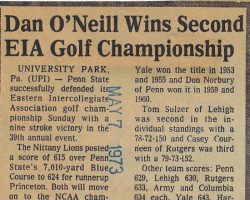 Dan O'Neill Wins Second
EIA Golf Championship
UNIVERSITY PARK,
Pa. (UPI) — Penn State
successfully defended it
Eastern Intercollegiate
Association golf cham-
pionship Sunday with a
nine stroke victory in the
39th annual event.
The Nittany Lions posted
a score of 615 over Penn
State's 7,010-yard Blue
Course to 624 for runnerup
Princeton. Both will move
on to the NCAA cham-
MAY 7 1973
Yale won the title in 1953
and 1955 and Don Norbury
of Penn won it in 1959 and
1960.
Tom Sulzer of Lehigh
was second in the in-
dividual standings with a
78-72-150 and Casey Cour-
neen of Rutgers was third
with a 79-73-152.
Other team scores: Penn
629, Lehigh 630, Rutgers
633, Army and Columbia
634 each, Yale 643, Har-